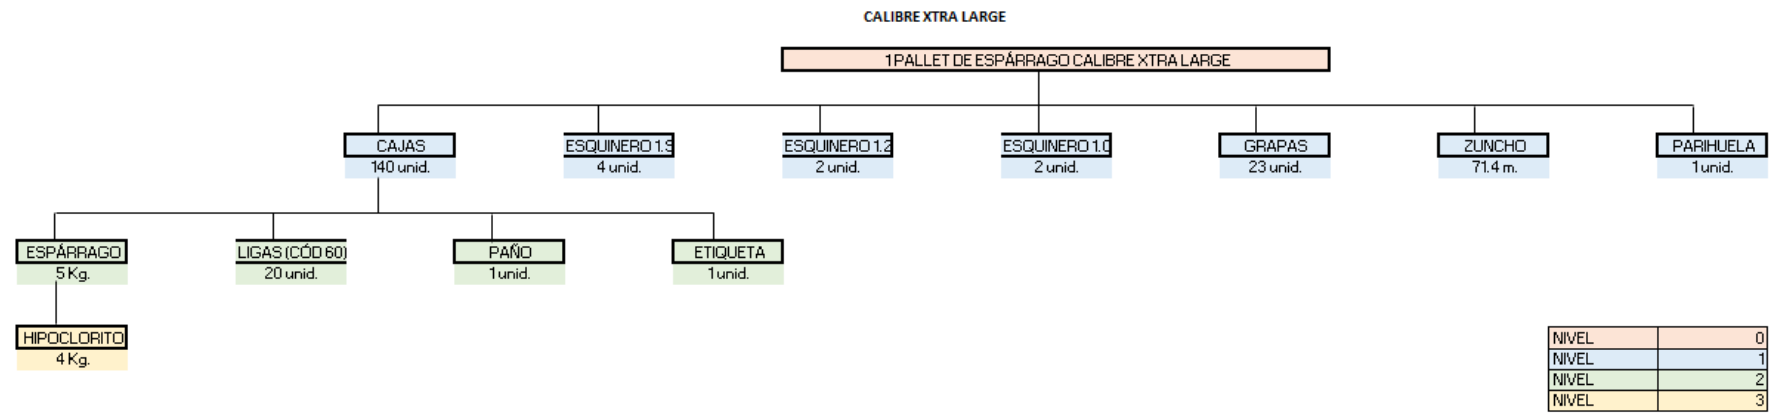 CALIBRE XTRA LARGE
1 PALLET DE ESPÁRRAGO CALIBRE XTRA LARGE
CAJAS ESQUINERO 1.9 ESQUINERO 1.2 ESQUINERO 1.0 GRAPAS ZUNCHO PARIHUELA
140 unid. 4 unid. 2 unid. 2 unid. 23 unid. 71.4 m. 1 unid.
ESPÁRRAGO LIGAS (CÓD 60) PAÑO ETIQUETA
5 Kg. 20 unid. 1 unid. 1 unid.
HIPOCLORITO
4 Kg.
NIVEL 0
NIVEL 1
NIVEL 2
NIVEL 3